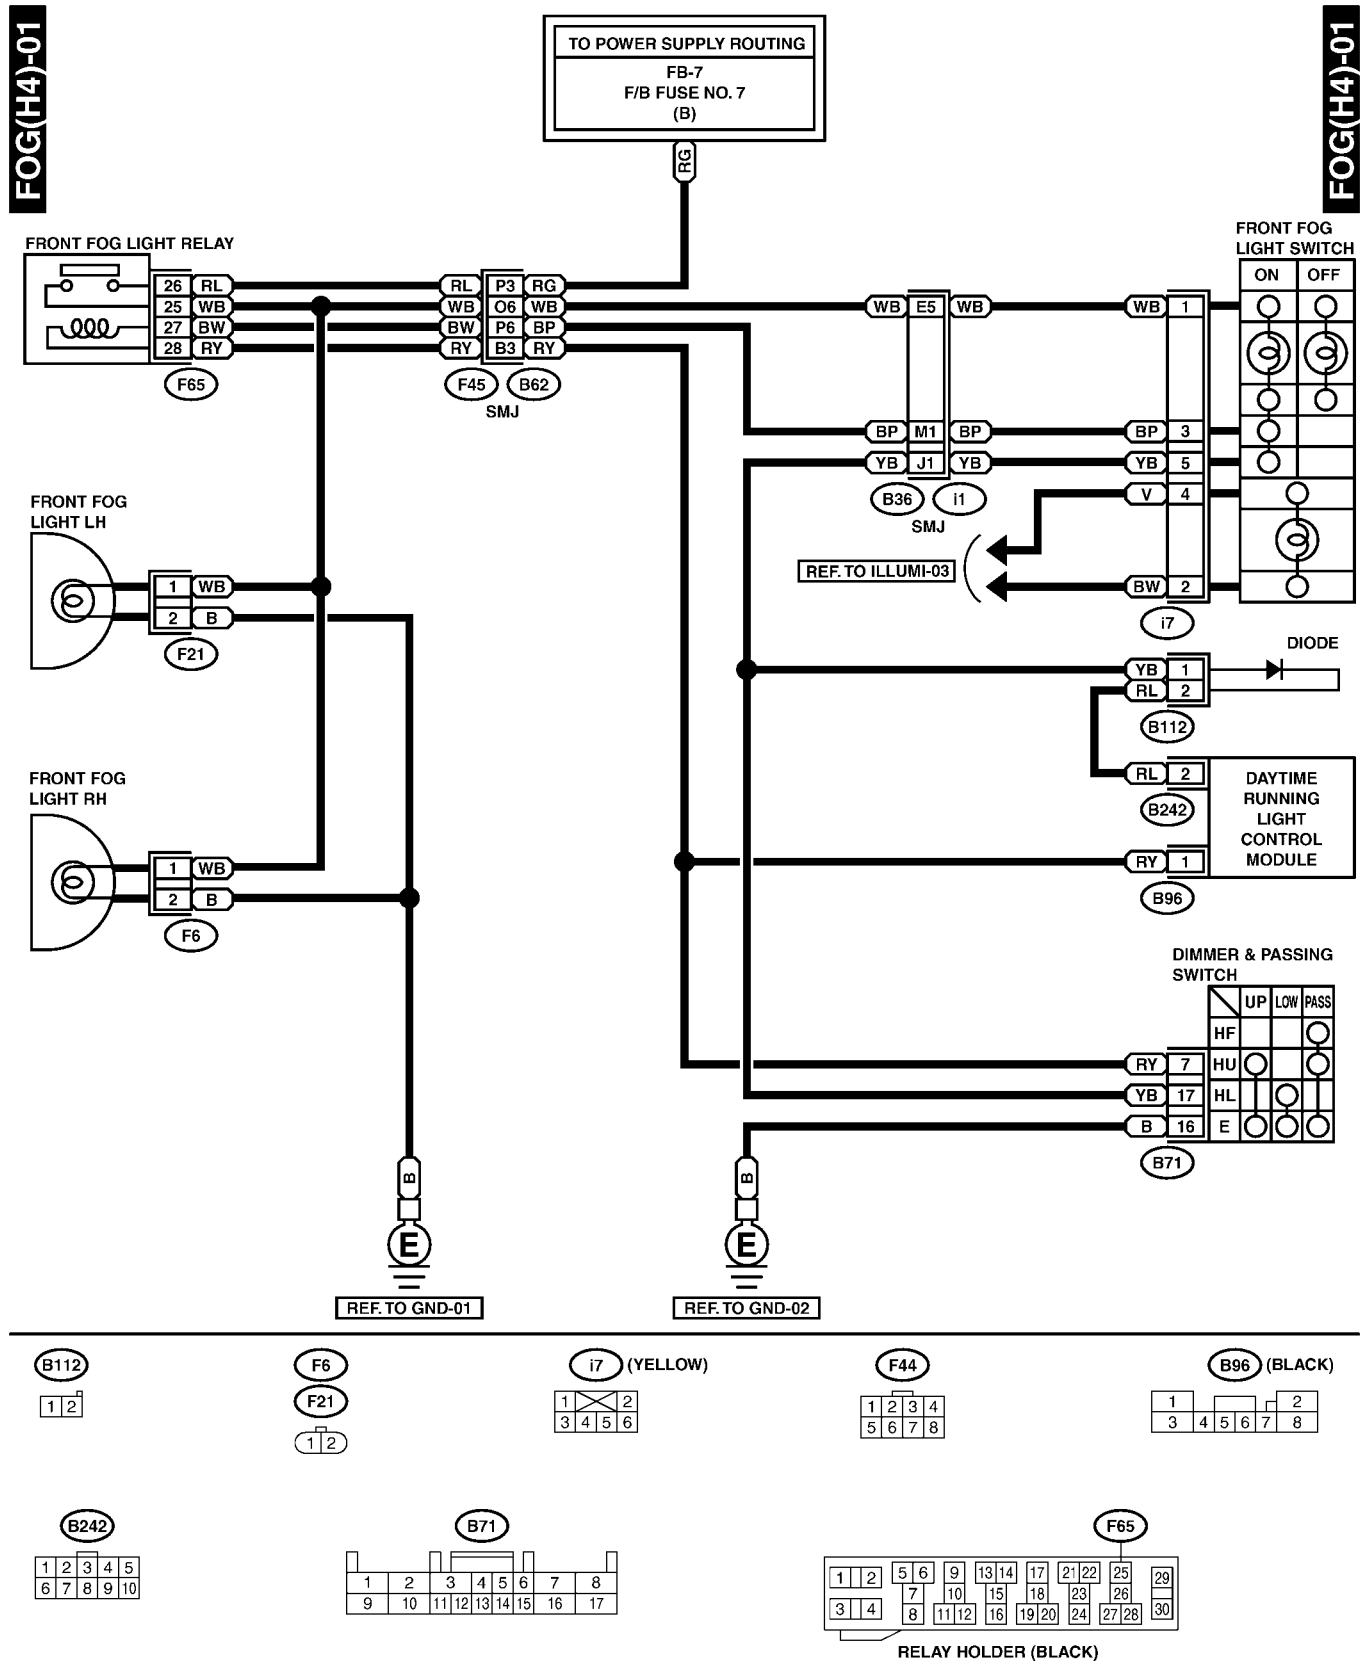 FOG(H4)-01
FOG(H4)-01
TO POWER SUPPLY ROUTING
FB-7
F/B FUSE NO. 7
(B)
RG
FRONT FOG LIGHT RELAY
26 RL RL P3 RG
25 WB WB O6 WB
27 BW BW P6 BP
28 RY RY B3 RY
F65
F45 B62
SMJ
FRONT FOG
LIGHT SWITCH
ON OFF
WB E5 WB WB 1
BP M1 BP BP 3
YB J1 YB YB 5
V 4
B36 i1
SMJ
REF. TO ILLUMI-03
BW 2
i7
FRONT FOG
LIGHT LH
1 WB
2 B
F21
DIODE
YB 1
RL 2
B112
RL 2
B242
RY 1
B96
DAYTIME
RUNNING
LIGHT
CONTROL
MODULE
FRONT FOG
LIGHT RH
1 WB
2 B
F6
DIMMER & PASSING
SWITCH
UP LOW PASS
HF
RY 7 HU
YB 17 HL
B 16 E
B71
B
B
E
E
REF. TO GND-01
REF. TO GND-02
B112
1 2
F6
F21
1 2
i7 (YELLOW)
1 2
3 4 5 6
F44
1 2 3 4
5 6 7 8
B96 (BLACK)
1 2
3 4 5 6 7 8
B242
1 2 3 4 5
6 7 8 9 10
B71
1 2 3 4 5 6 7 8
9 10 11 12 13 14 15 16 17
F65
1 2 5 6 9 13 14 17 21 22 25 29
7 10 15 18 23 26
3 4 8 11 12 16 19 20 24 27 28 30
RELAY HOLDER (BLACK)